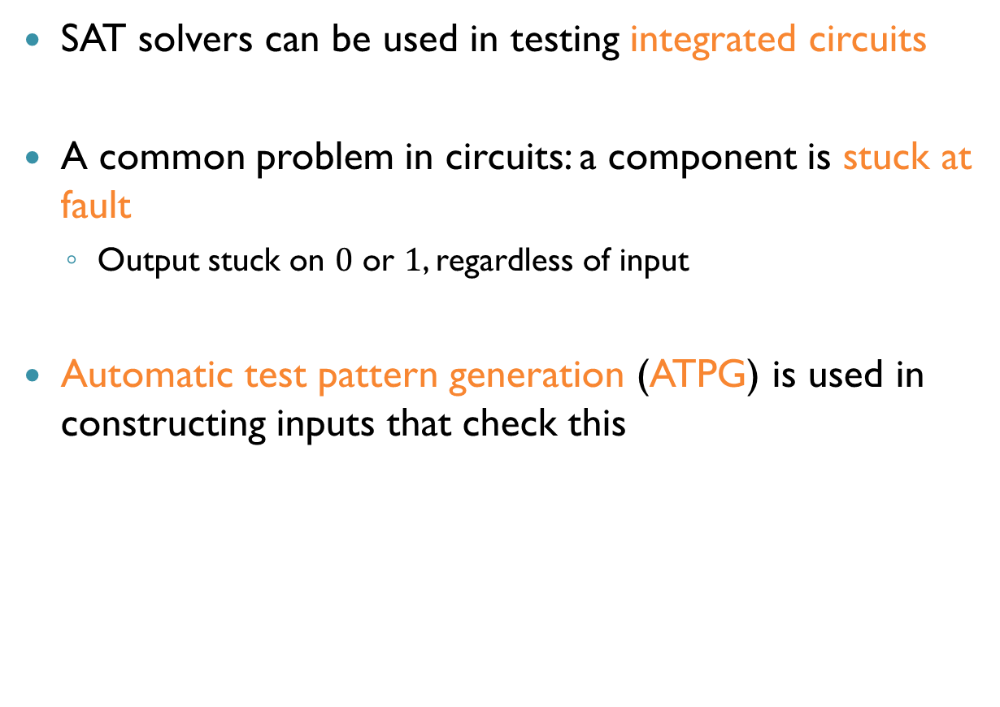 • SAT solvers can be used in testing integrated circuits
• A common problem in circuits: a component is stuck at
fault
◦ Output stuck on 0 or 1, regardless of input
• Automatic test pattern generation (ATPG) is used in
constructing inputs that check this